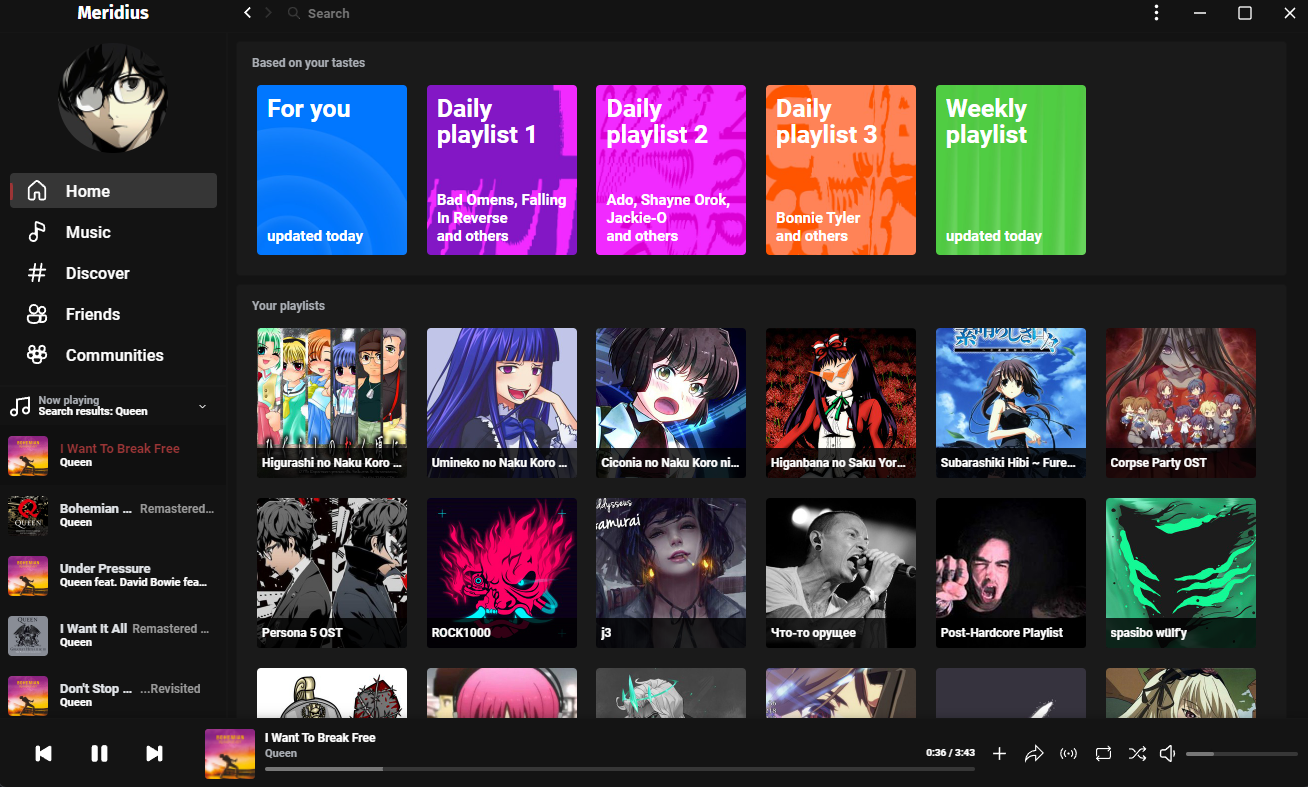 Meridius
Search
Home
Music
Discover
Friends
Communities
Now playing
Search results: Queen
I Want To Break Free
Queen
Bohemian ... Remastered...
Queen
Under Pressure
Queen feat. David Bowie fea...
I Want It All Remastered ...
Queen
Don't Stop ... ...Revisited
Queen
Based on your tastes
For you
updated today
Daily
playlist 1
Bad Omens, Falling
In Reverse
and others
Daily
playlist 2
Ado, Shayne Orok,
Jackie-O
and others
Daily
playlist 3
Bonnie Tyler
and others
Weekly
playlist
updated today
Your playlists
Higurashi no Naku Koro ...
Umineko no Naku Koro ...
Ciconia no Naku Koro ni...
Higanbana no Saku Yor...
Subarashiki Hibi ~ Fure...
Corpse Party OST
Persona 5 OST
ROCK1000
samurai
j3
Что-то орущее
Post-Hardcore Playlist
spasibo wülf'y
I Want To Break Free
Queen
0:36 / 3:43